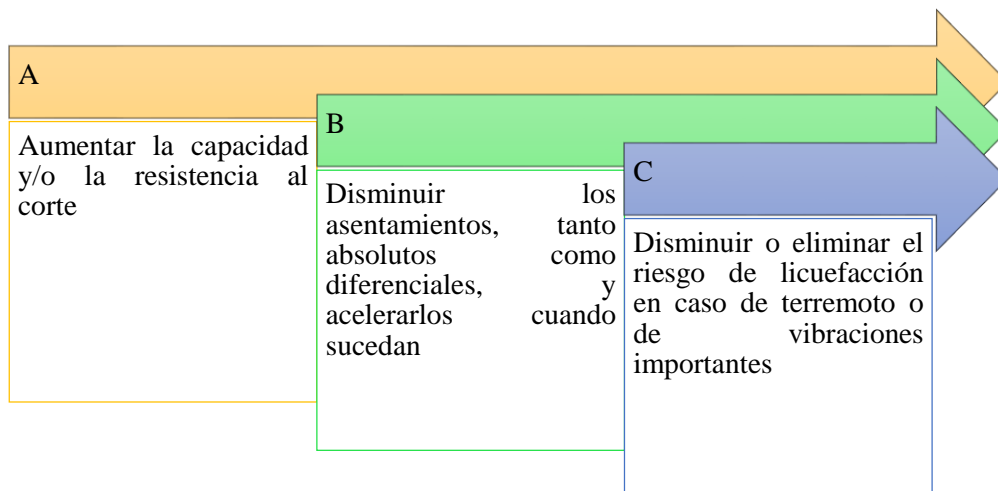 A
Aumentar la capacidad
y/o la resistencia al
corte
B
Disminuir los
asentamientos, tanto
absolutos como
diferenciales, y
acelerarlos cuando
sucedan
C
Disminuir o eliminar el
riesgo de licuefacción
en caso de terremoto o
de vibraciones
importantes